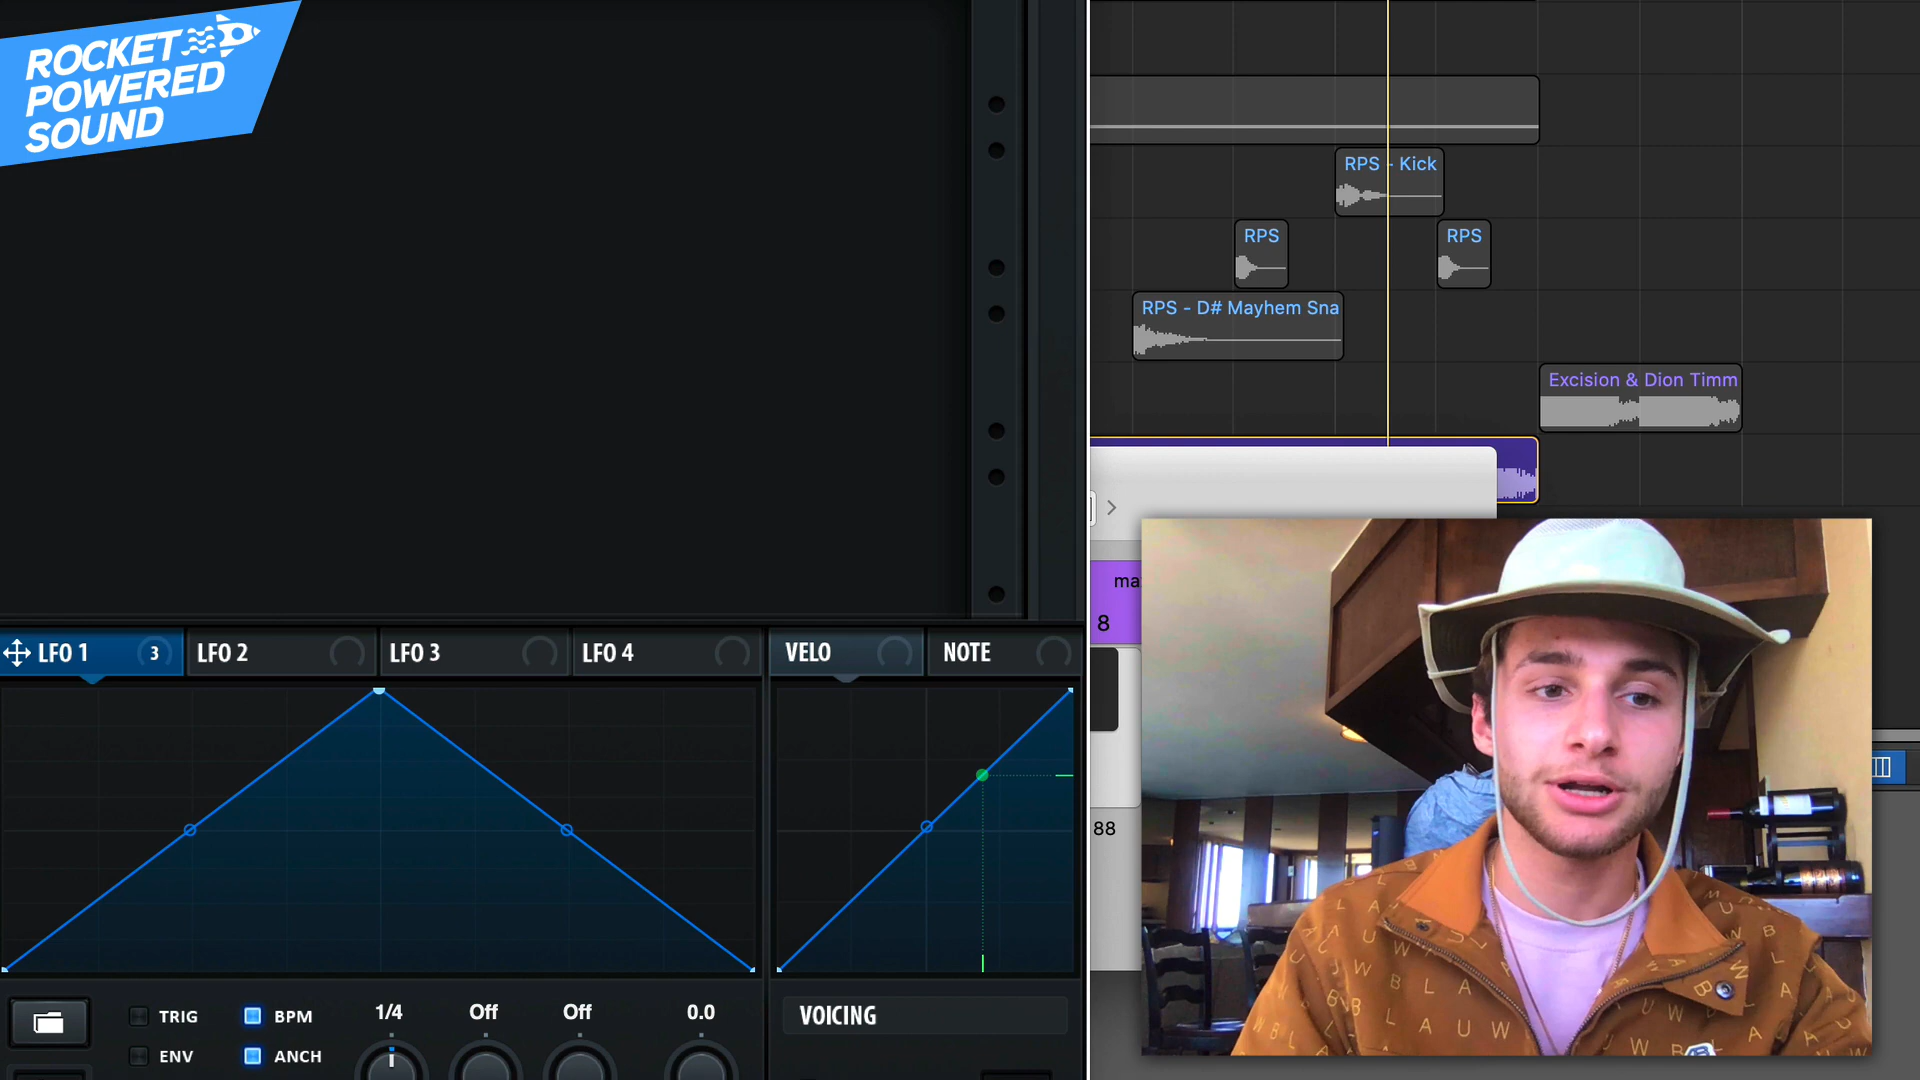 ROCKET
POWERED
SOUND
RPS - Kick
RPS
RPS
RPS - D# Mayhem Sna
Excision & Dion Timm
ma
8
88
LFO 1
3
LFO 2
LFO 3
LFO 4
VELO
NOTE
TRIG
BPM
1/4
Off
Off
0.0
ENV
ANCH
VOICING